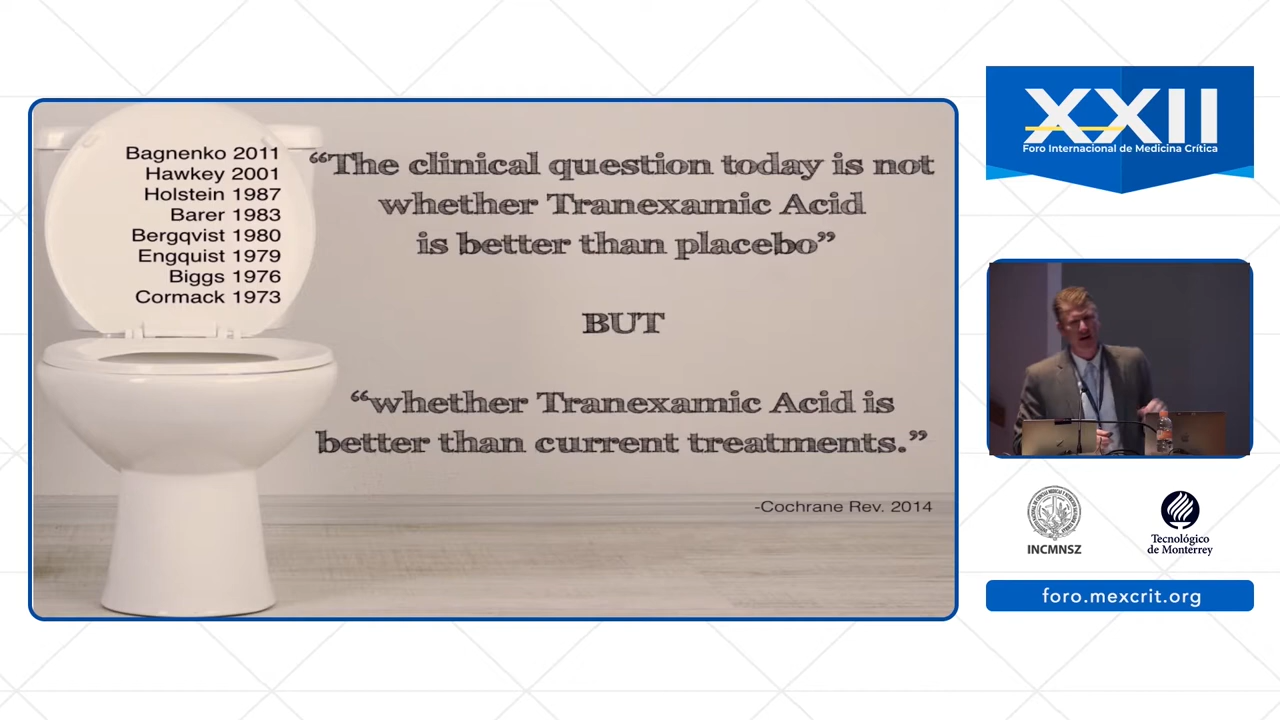 Bagnenko 2011
Hawkey 2001
Holstein 1987
Barer 1983
Bergqvist 1980
Engquist 1979
Biggs 1976
Cormack 1973
“The clinical question today is not
whether Tranexamic Acid
is better than placebo”
BUT
“whether Tranexamic Acid is
better than current treatments.”
-Cochrane Rev. 2014
XXII
Foro Internacional de Medicina Crítica
INCMNSZ
Tecnológico
de Monterrey
foro.mexcrit.org